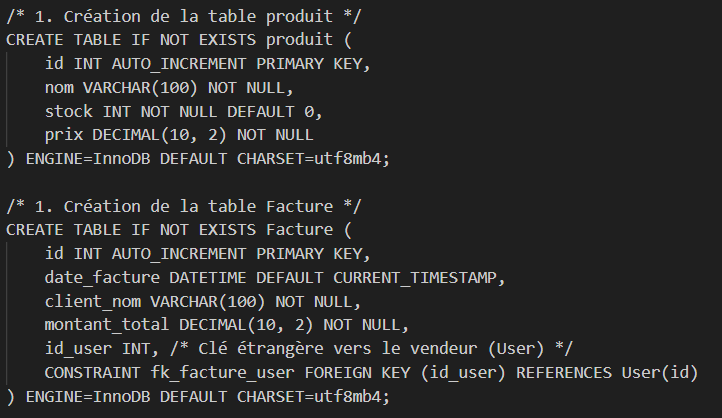 /* 1. Création de la table produit */
CREATE TABLE IF NOT EXISTS produit (
    id INT AUTO_INCREMENT PRIMARY KEY,
    nom VARCHAR(100) NOT NULL,
    stock INT NOT NULL DEFAULT 0,
    prix DECIMAL(10, 2) NOT NULL
) ENGINE=InnoDB DEFAULT CHARSET=utf8mb4;

/* 1. Création de la table Facture */
CREATE TABLE IF NOT EXISTS Facture (
    id INT AUTO_INCREMENT PRIMARY KEY,
    date_facture DATETIME DEFAULT CURRENT_TIMESTAMP,
    client_nom VARCHAR(100) NOT NULL,
    montant_total DECIMAL(10, 2) NOT NULL,
    id_user INT, /* Clé étrangère vers le vendeur (User) */
    CONSTRAINT fk_facture_user FOREIGN KEY (id_user) REFERENCES User(id)
) ENGINE=InnoDB DEFAULT CHARSET=utf8mb4;